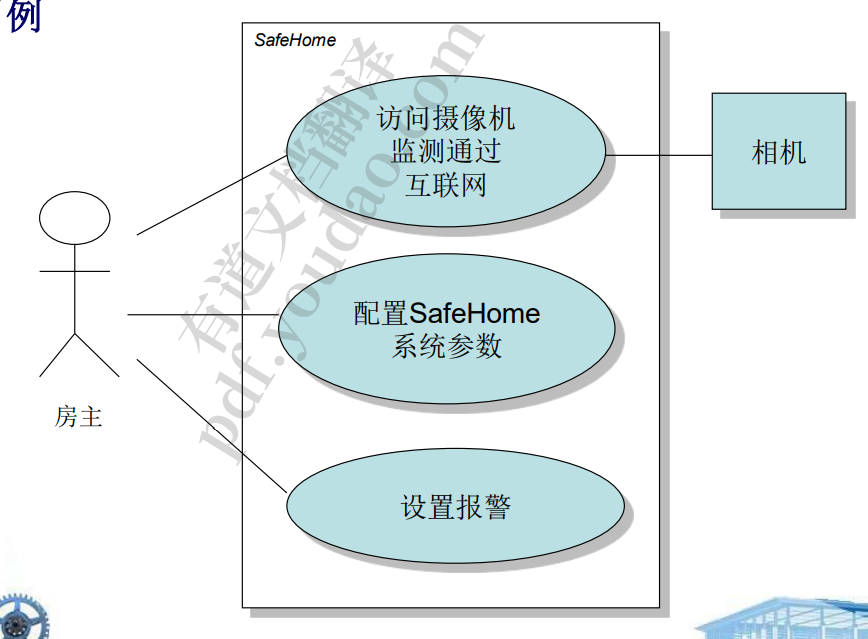 例
SafeHome
访问摄像机
监测通过
互联网
相机
配置SafeHome
系统参数
房主
设置报警
有道文档翻译
pdf.youdao.com